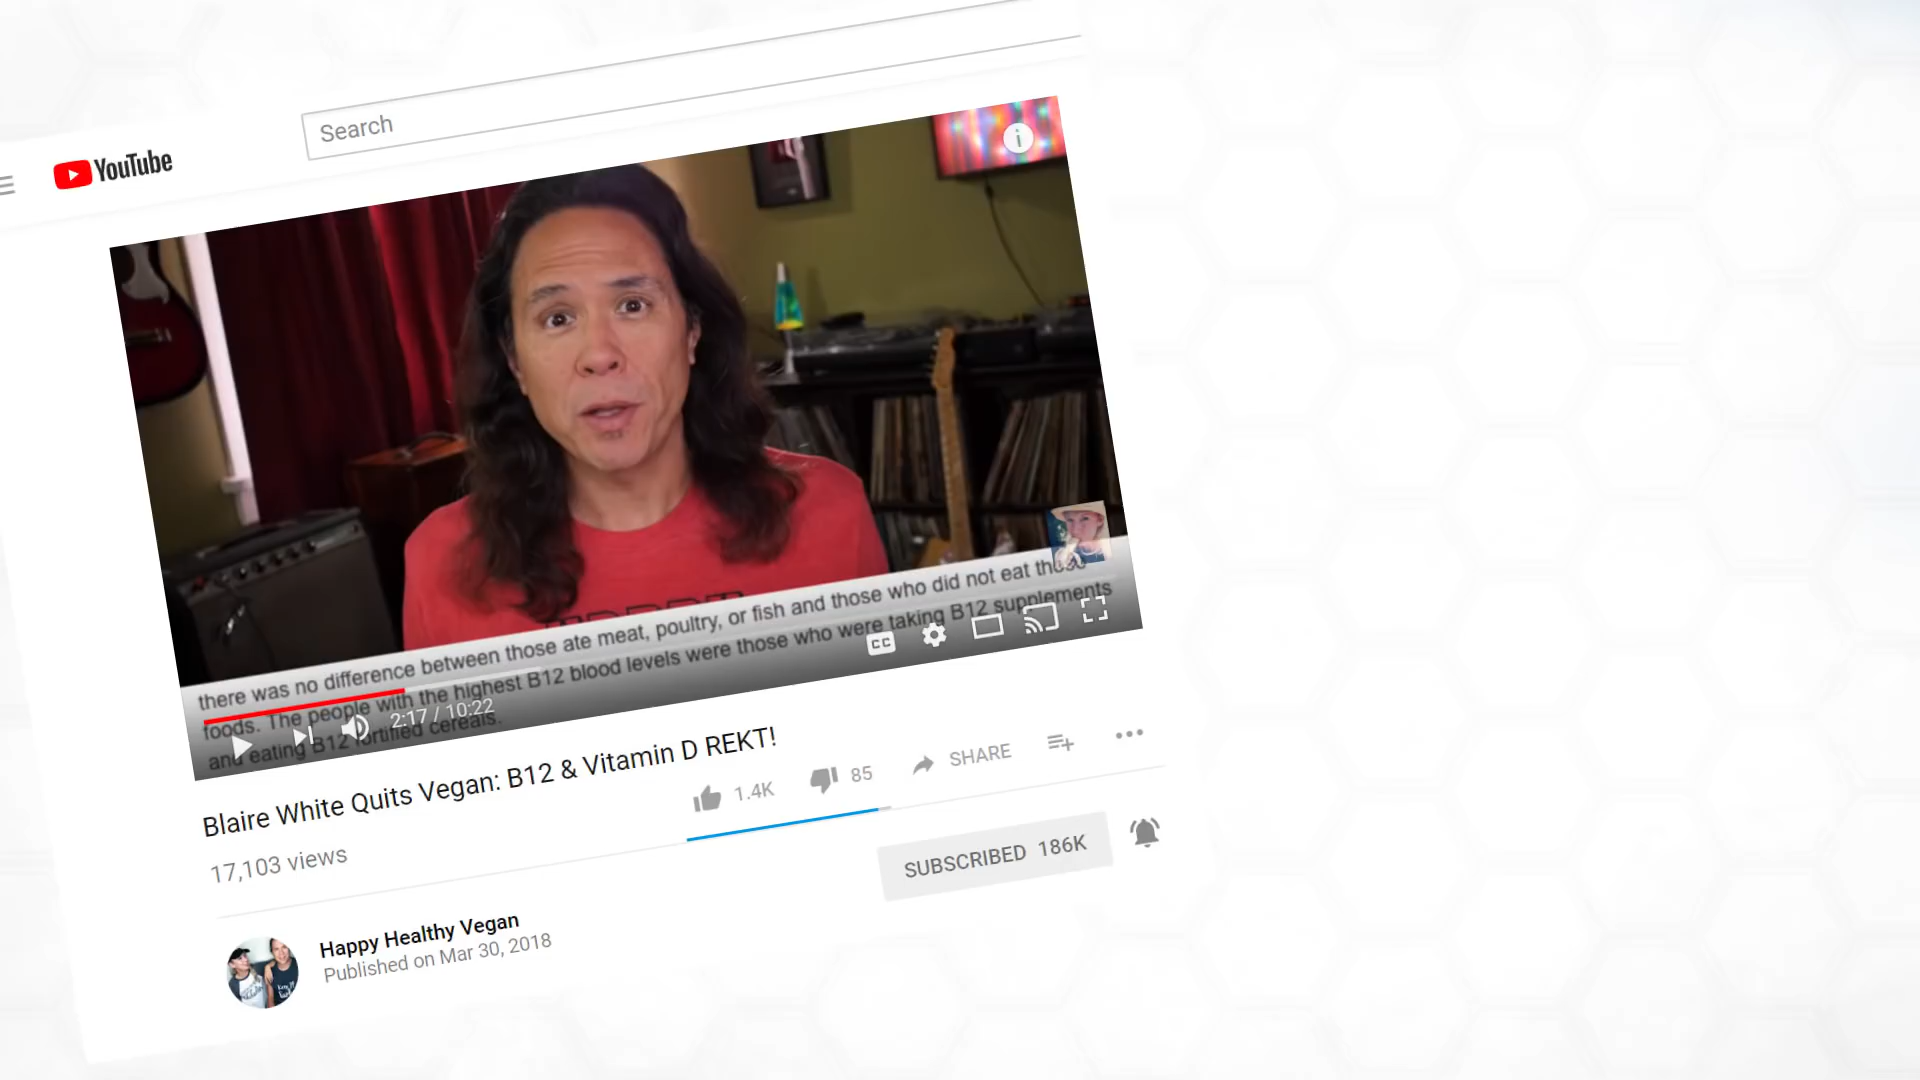 YouTube
Search
there was no difference between those ate meat, poultry, or fish and those who did not eat those
foods. The people with the highest B12 blood levels were those who were taking B12 supplements
and eating B12 fortified cereals.
2:17 / 10:22
CC
Blaire White Quits Vegan: B12 & Vitamin D REKT!
17,103 views
1.4K
85
SHARE
SUBSCRIBED 186K
Happy Healthy Vegan
Published on Mar 30, 2018